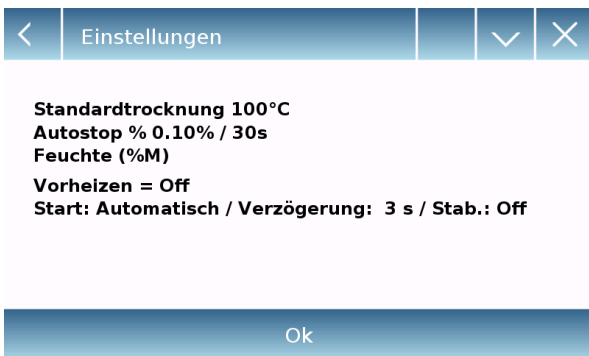 Einstellungen
Standardtrocknung 100°C
Autostop % 0.10% / 30s
Feuchte (%M)
Vorheizen = Off
Start: Automatisch / Verzögerung:  3 s / Stab.: Off
Ok